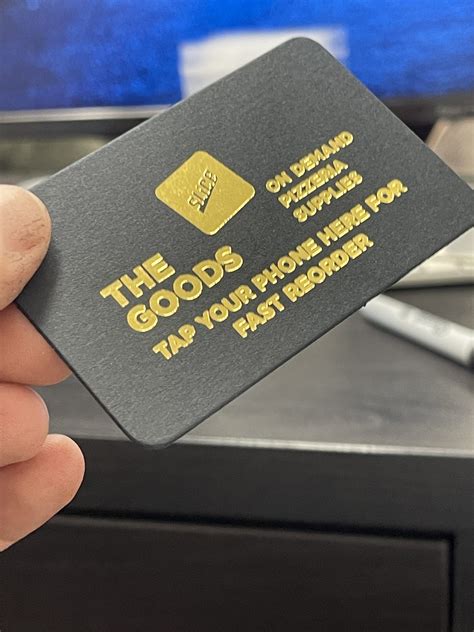 slice
ON DEMAND
PIZZERIA
SUPPLIES
THE
GOODS
TAP YOUR PHONE HERE FOR
FAST REORDER